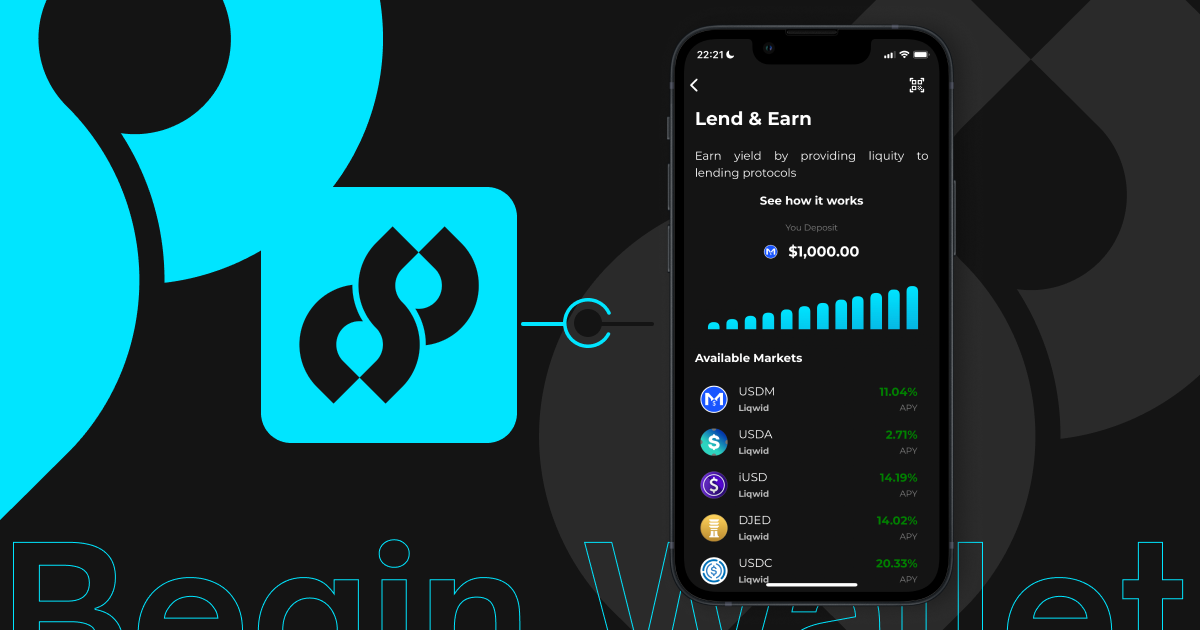 22:21
Lend & Earn
Earn yield by providing liquity to
lending protocols
See how it works
You Deposit
$1,000.00
Available Markets
USDM
11.04%
Liqwid
APY
USDA
2.71%
Liqwid
APY
iUSD
14.19%
Liqwid
APY
DJED
14.02%
Liqwid
APY
USDC
20.33%
Liqwid
APY
Begin Wallet